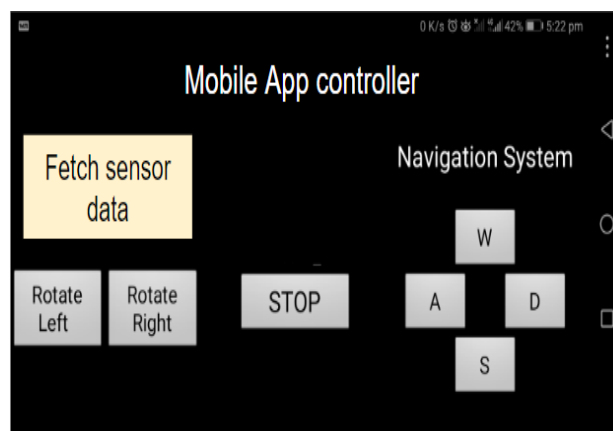 0 K/s 42% 5:22 pm
Mobile App controller
Fetch sensor
data
Navigation System
W
Rotate
Left
Rotate
Right
STOP
A
D
S